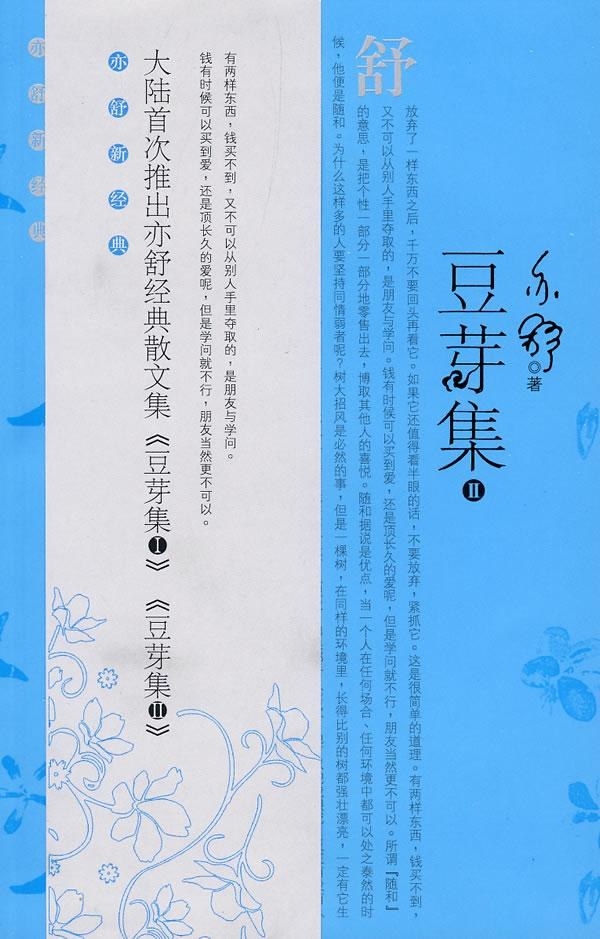 亦舒◎著
豆芽集II
舒
放弃了一样东西之后，千万不要回头再看它。如果它还值得看半眼的话，不要放弃，紧抓它。这是很简单的道理。有两样东西，钱买不到，
又不可以从别人手里夺取的，是朋友与学问。钱有时候可以买到爱，还是顶长久的爱呢，但是学问就不行，朋友当然更不可以。所谓『随和』
的意思，是把个性一部分一部分地零售出去，博取其他人的喜悦。随和据说是优点，当一个人在任何场合、任何环境中都可以处之泰然的时
候，他便是随和。为什么这样多的人要坚持同情弱者呢？树大招风是必然的事，但是一棵树，在同样的环境里，长得比别的树都强壮漂亮，一定有它生
有两样东西，钱买不到，又不可以从别人手里夺取的，是朋友与学问。
钱有时候可以买到爱，还是顶长久的爱呢，但是学问就不行，朋友当然更不可以。
大陆首次推出亦舒经典散文集《豆芽集I》《豆芽集II》
亦舒新经典
亦舒新经典